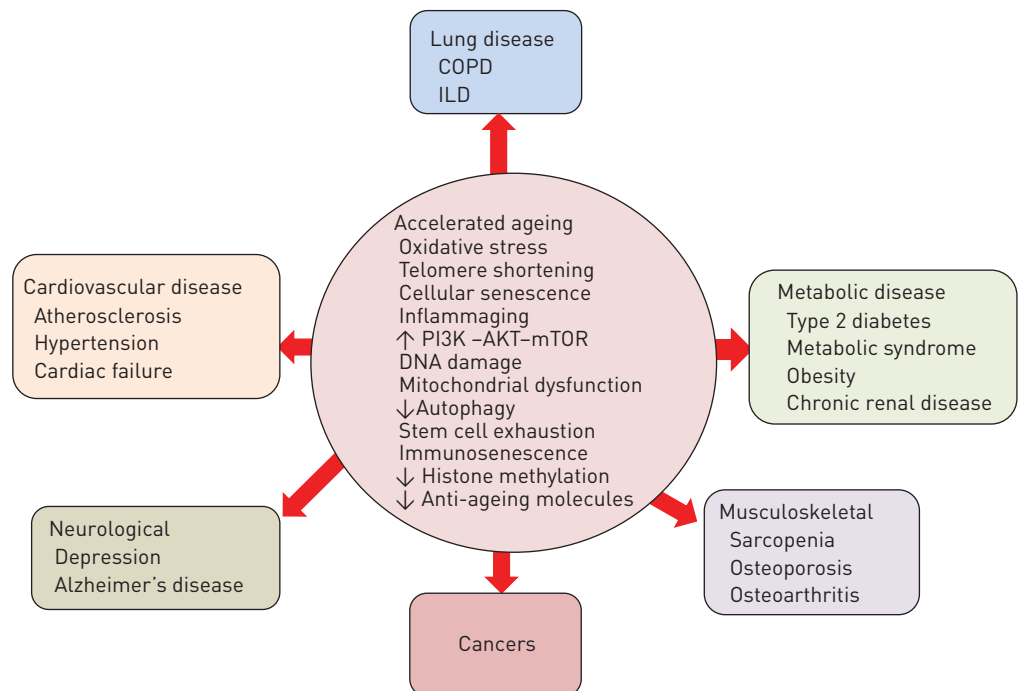 Lung disease
COPD
ILD
Accelerated ageing
Oxidative stress
Telomere shortening
Cellular senescence
Inflammaging
↑ PI3K –AKT–mTOR
DNA damage
Mitochondrial dysfunction
↓Autophagy
Stem cell exhaustion
Immunosenescence
↓ Histone methylation
↓ Anti-ageing molecules
Cardiovascular disease
Atherosclerosis
Hypertension
Cardiac failure
Metabolic disease
Type 2 diabetes
Metabolic syndrome
Obesity
Chronic renal disease
Neurological
Depression
Alzheimer’s disease
Musculoskeletal
Sarcopenia
Osteoporosis
Osteoarthritis
Cancers